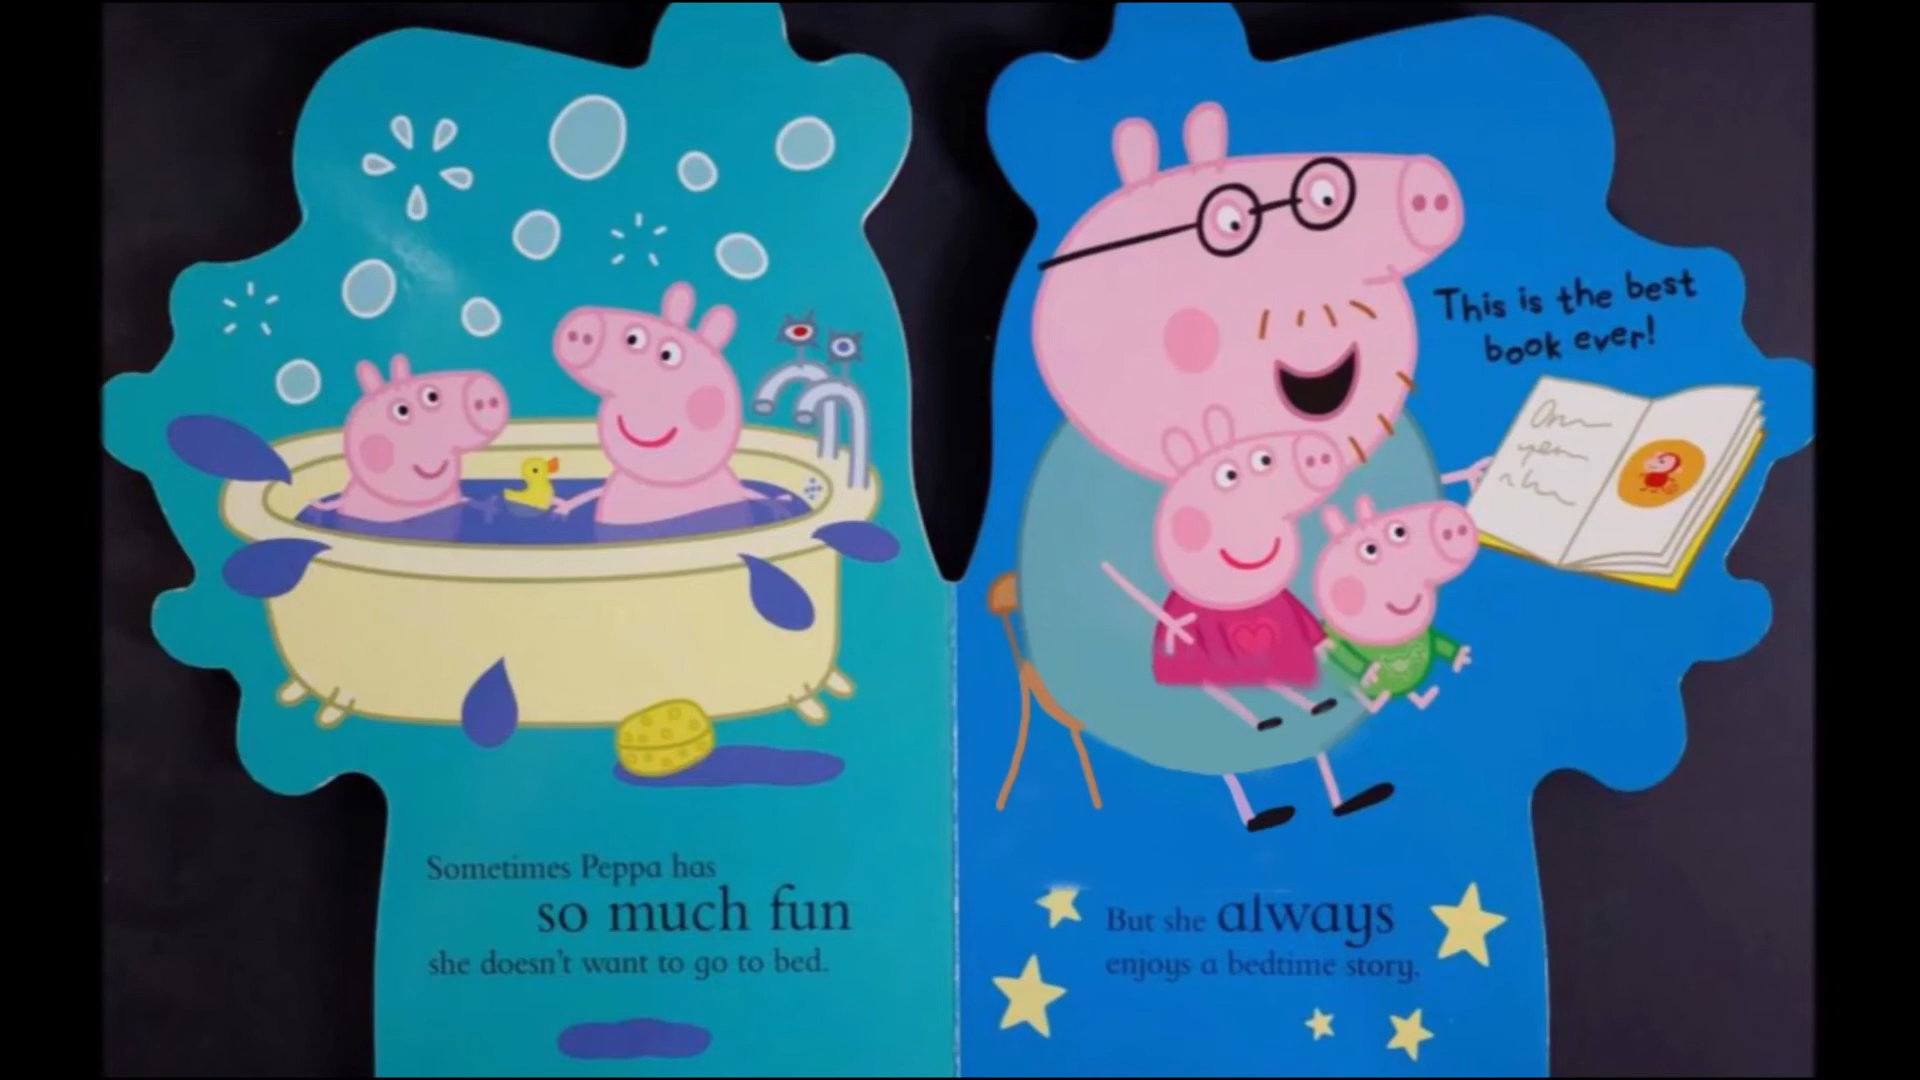 Sometimes Peppa has
so much fun
she doesn't want to go to bed.
This is the best
book ever!
But she always
enjoys a bedtime story.